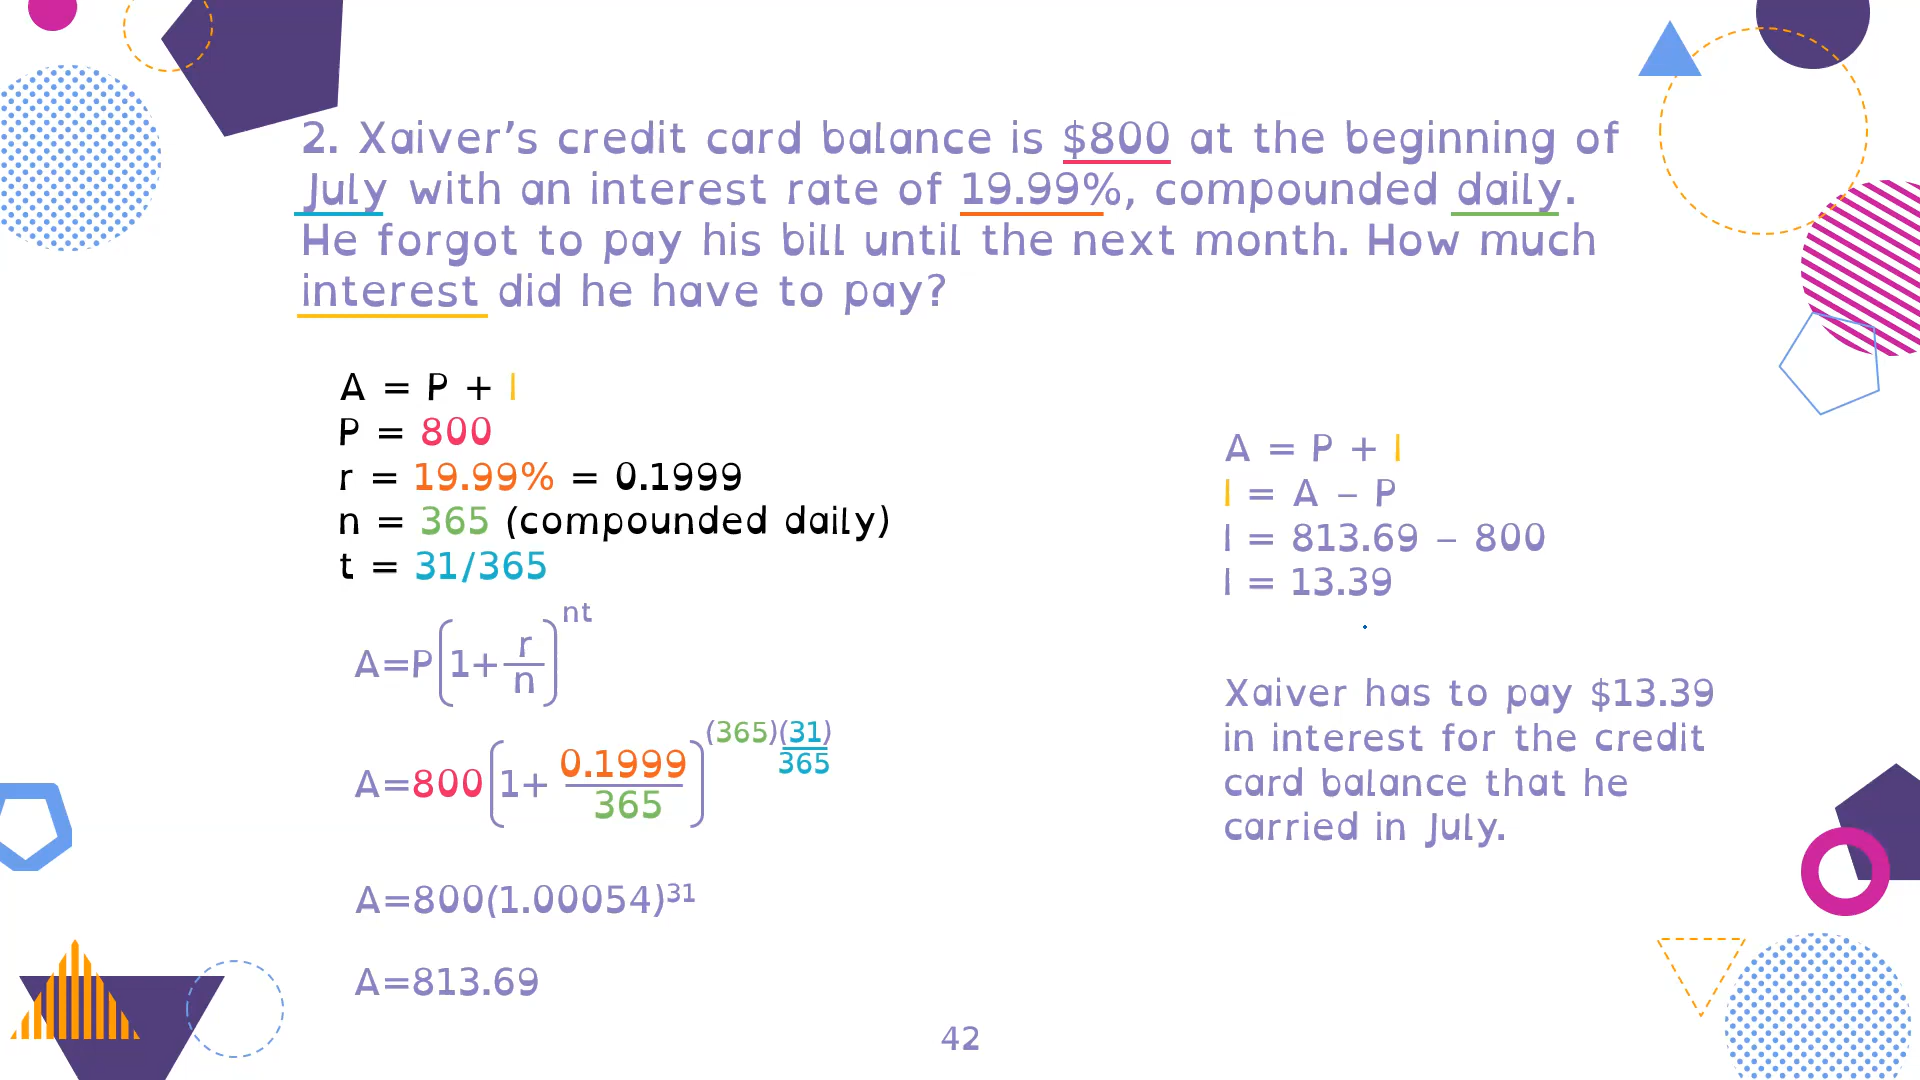 2. Xaiver’s credit card balance is $800 at the beginning of
July with an interest rate of 19.99%, compounded daily.
He forgot to pay his bill until the next month. How much
interest did he have to pay?
A = P + I
P = 800
r = 19.99% = 0.1999
n = 365 (compounded daily)
t = 31/365
A=P(1+r/n)^nt
A=800(1+ 0.1999/365)^(365)(31)/365
A=800(1.00054)³¹
A=813.69
A = P + I
I = A – P
I = 813.69 – 800
I = 13.39
Xaiver has to pay $13.39
in interest for the credit
card balance that he
carried in July.
42